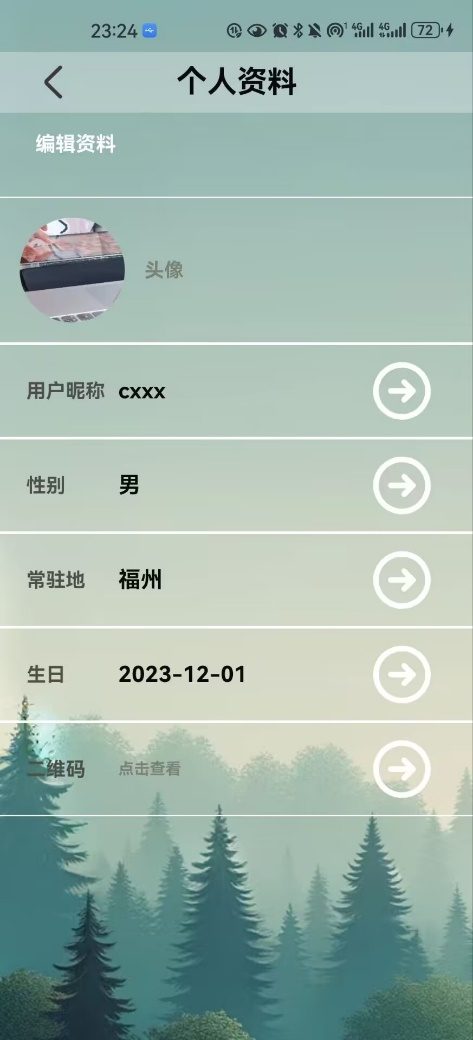 23:24 4G 4G 72
个人资料
编辑资料
头像
用户昵称 cxxx
性别 男
常驻地 福州
生日 2023-12-01
二维码 点击查看